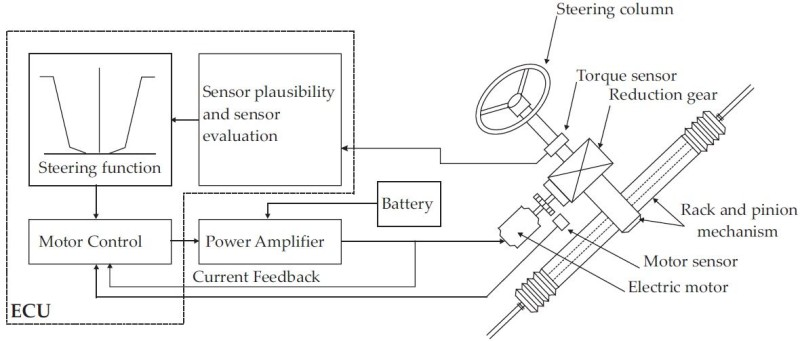 Steering column
Torque sensor
Reduction gear
Sensor plausibility
and sensor
evaluation
Steering function
Battery
Rack and pinion
mechanism
Motor Control
Power Amplifier
Motor sensor
Current Feedback
Electric motor
ECU